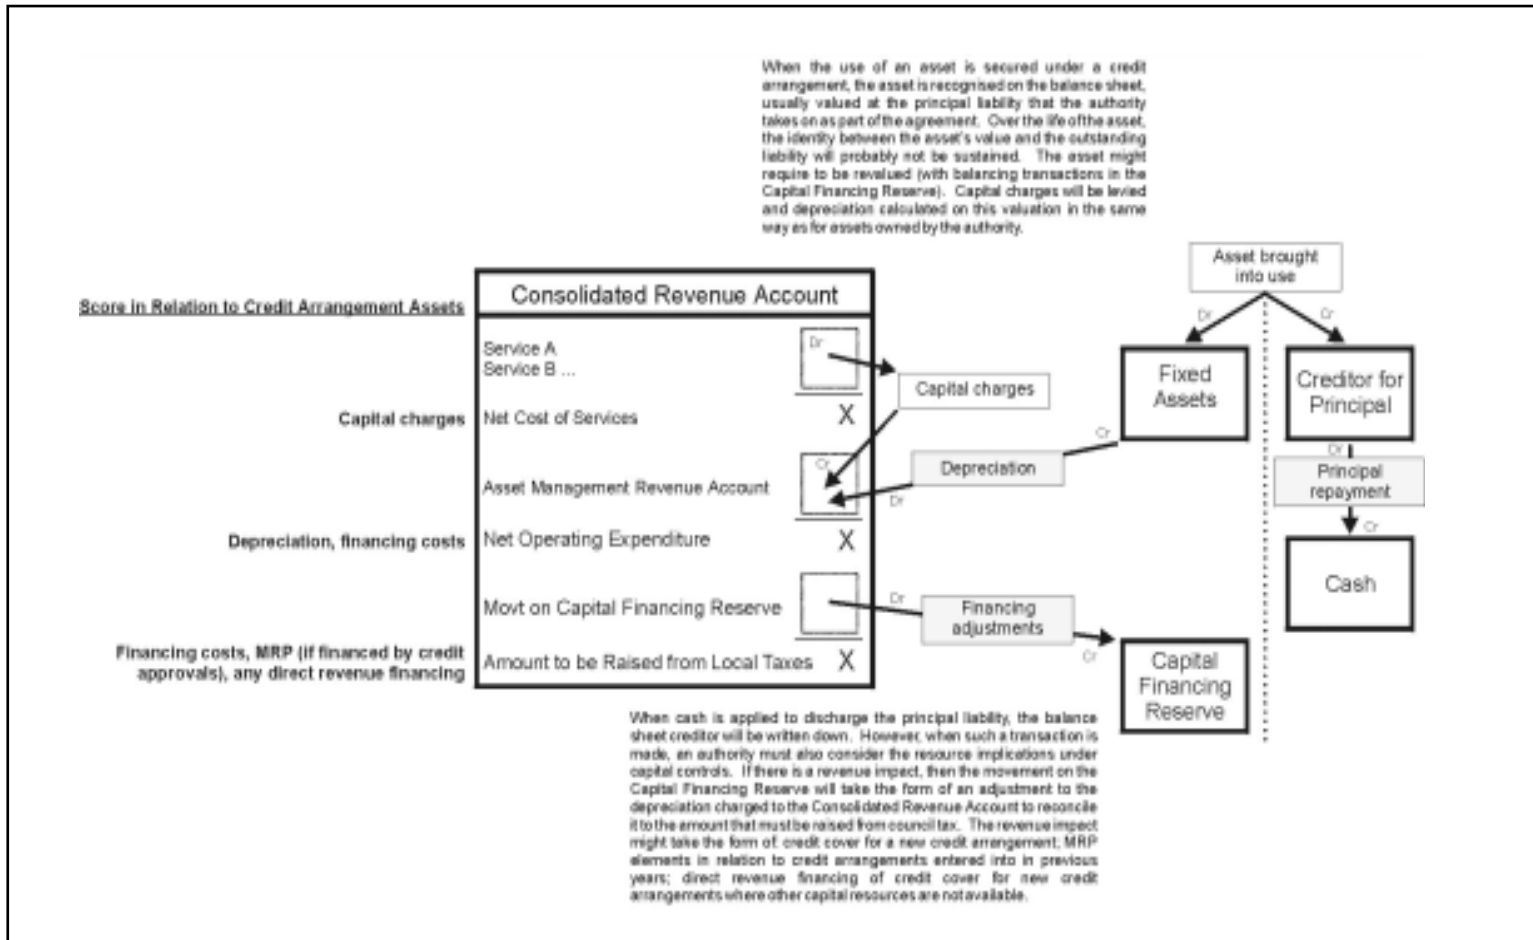 When the use of an asset is secured under a credit
arrangement, the asset is recognised on the balance sheet,
usually valued at the principal liability that the authority
takes on as part of the agreement. Over the life of the asset,
the identity between the asset's value and the outstanding
liability will probably not be sustained. The asset might
require to be revalued (with balancing transactions in the
Capital Financing Reserve). Capital charges will be levied
and depreciation calculated on this valuation in the same
way as for assets owned by the authority.
Asset brought
into use
Score in Relation to Credit Arrangement Assets
Consolidated Revenue Account
Dr
Cr
Service A
Service B ...
Dr
Capital charges
Fixed
Assets
Creditor for
Principal
Capital charges
Net Cost of Services
X
Cr
Dr
Asset Management Revenue Account
Cr
Depreciation
Dr
Principal
repayment
Cr
Depreciation, financing costs
Net Operating Expenditure
X
Cash
Movt on Capital Financing Reserve
Dr
Financing
adjustments
Cr
Financing costs, MRP (if financed by credit
approvals), any direct revenue financing
Amount to be Raised from Local Taxes
X
Capital
Financing
Reserve
When cash is applied to discharge the principal liability, the balance
sheet creditor will be written down. However, when such a transaction is
made, an authority must also consider the resource implications under
capital controls. If there is a revenue impact, then the movement on the
Capital Financing Reserve will take the form of an adjustment to the
depreciation charged to the Consolidated Revenue Account to reconcile
it to the amount that must be raised from council tax. The revenue impact
might take the form of: credit cover for a new credit arrangement; MRP
elements in relation to credit arrangements entered into in previous
years; direct revenue financing of credit cover for new credit
arrangements where other capital resources are not available.